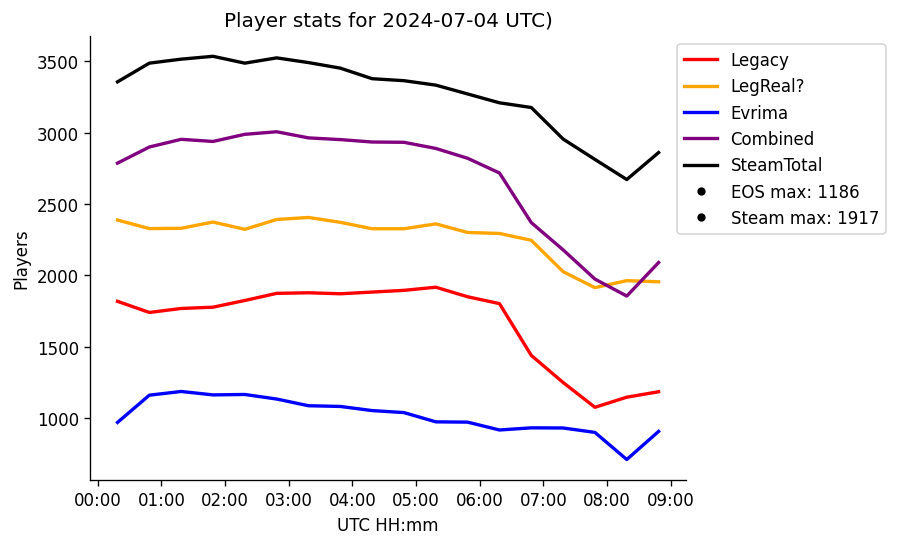 Player stats for 2024-07-04 UTC)
Legacy
LegReal?
Evrima
Combined
SteamTotal
EOS max: 1186
Steam max: 1917
Players
3500
3000
2500
2000
1500
1000
00:00 01:00 02:00 03:00 04:00 05:00 06:00 07:00 08:00 09:00
UTC HH:mm